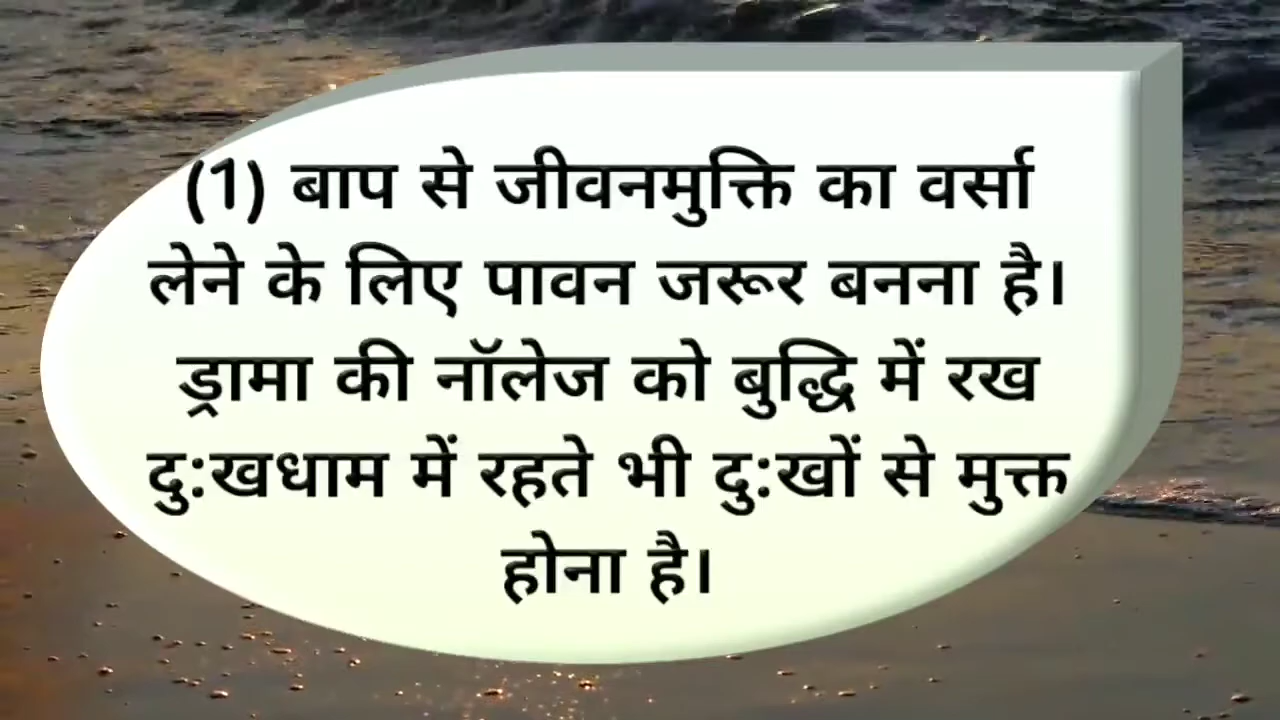 (1) बाप से जीवनमुक्ति का वर्सा
लेने के लिए पावन जरूर बनना है।
ड्रामा की नॉलेज को बुद्धि में रख
दु:खधाम में रहते भी दु:खों से मुक्त
होना है।